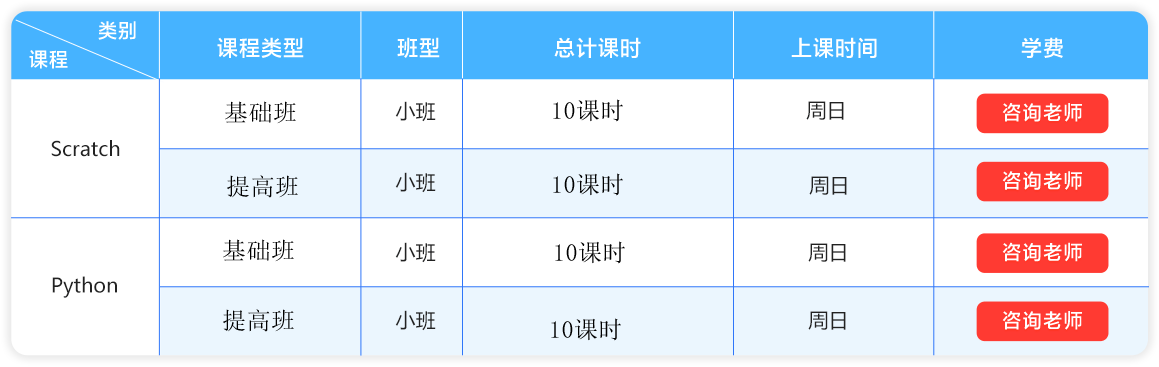 类别
课程 课程类型 班型 总计课时 上课时间 学费
Scratch
基础班 小班 10课时 周日 咨询老师
提高班 小班 10课时 周日 咨询老师
Python
基础班 小班 10课时 周日 咨询老师
提高班 小班 10课时 周日 咨询老师